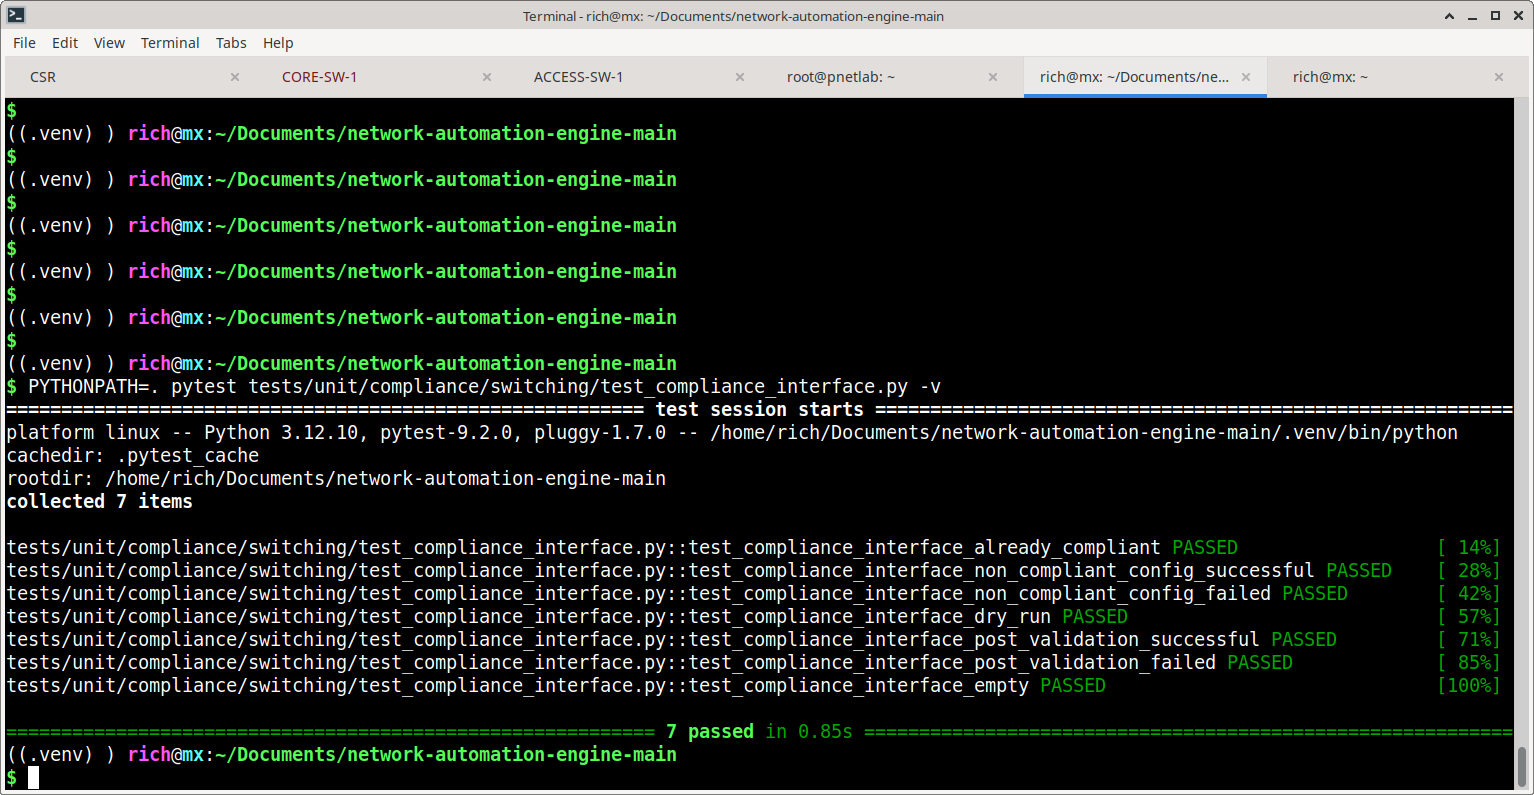 Terminal - rich@mx: ~/Documents/network-automation-engine-main
File Edit View Terminal Tabs Help
CSR × CORE-SW-1 × ACCESS-SW-1 × root@pnetlab: ~ × rich@mx: ~/Documents/ne... × rich@mx: ~ ×
$
((.venv) ) rich@mx:~/Documents/network-automation-engine-main
$
((.venv) ) rich@mx:~/Documents/network-automation-engine-main
$
((.venv) ) rich@mx:~/Documents/network-automation-engine-main
$
((.venv) ) rich@mx:~/Documents/network-automation-engine-main
$
((.venv) ) rich@mx:~/Documents/network-automation-engine-main
$
((.venv) ) rich@mx:~/Documents/network-automation-engine-main
$ PYTHONPATH=. pytest tests/unit/compliance/switching/test_compliance_interface.py -v
========================================================== test session starts ==========================================================
platform linux -- Python 3.12.10, pytest-9.2.0, pluggy-1.7.0 -- /home/rich/Documents/network-automation-engine-main/.venv/bin/python
cachedir: .pytest_cache
rootdir: /home/rich/Documents/network-automation-engine-main
collected 7 items
tests/unit/compliance/switching/test_compliance_interface.py::test_compliance_interface_already_compliant PASSED [ 14%]
tests/unit/compliance/switching/test_compliance_interface.py::test_compliance_interface_non_compliant_config_successful PASSED [ 28%]
tests/unit/compliance/switching/test_compliance_interface.py::test_compliance_interface_non_compliant_config_failed PASSED [ 42%]
tests/unit/compliance/switching/test_compliance_interface.py::test_compliance_interface_dry_run PASSED [ 57%]
tests/unit/compliance/switching/test_compliance_interface.py::test_compliance_interface_post_validation_successful PASSED [ 71%]
tests/unit/compliance/switching/test_compliance_interface.py::test_compliance_interface_post_validation_failed PASSED [ 85%]
tests/unit/compliance/switching/test_compliance_interface.py::test_compliance_interface_empty PASSED [100%]
=========================================================== 7 passed in 0.85s ===========================================================
((.venv) ) rich@mx:~/Documents/network-automation-engine-main
$